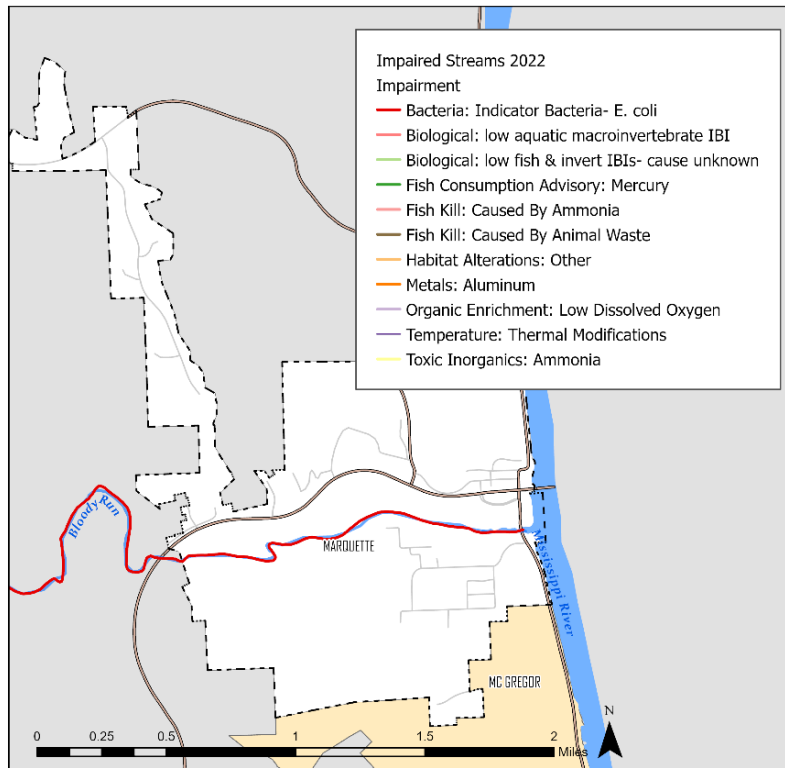 Impaired Streams 2022
Impairment
Bacteria: Indicator Bacteria- E. coli
Biological: low aquatic macroinvertebrate IBI
Biological: low fish & invert IBIs- cause unknown
Fish Consumption Advisory: Mercury
Fish Kill: Caused By Ammonia
Fish Kill: Caused By Animal Waste
Habitat Alterations: Other
Metals: Aluminum
Organic Enrichment: Low Dissolved Oxygen
Temperature: Thermal Modifications
Toxic Inorganics: Ammonia
Bloody Run
MARQUETTE
Mississippi River
MC GREGOR
N
0 0.25 0.5 1 1.5 2
Miles